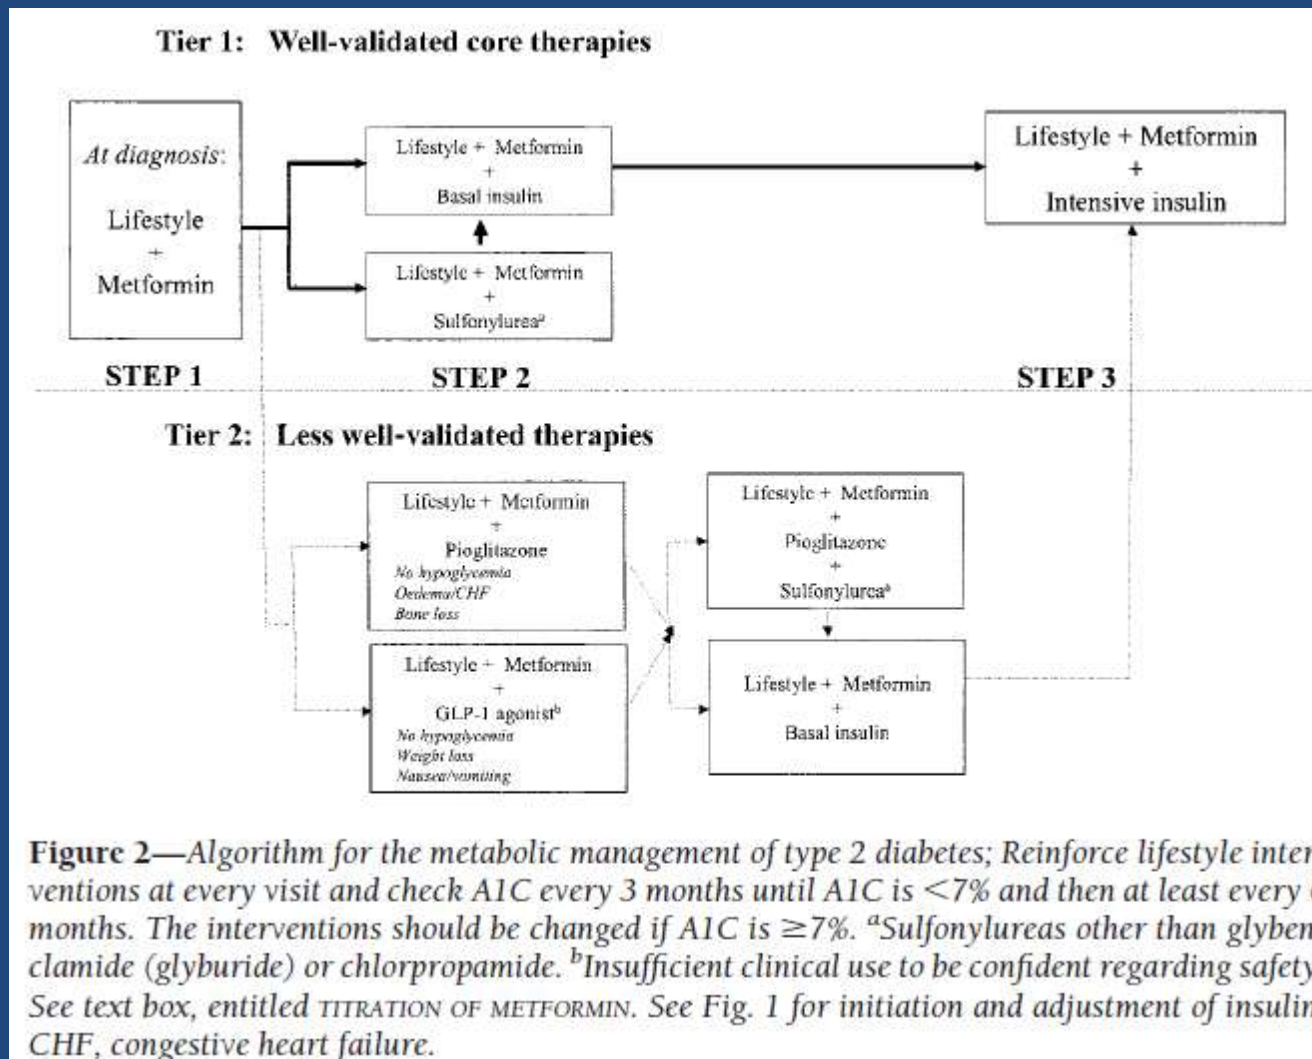 Tier 1: Well-validated core therapies
At diagnosis:
Lifestyle
+
Metformin
Lifestyle + Metformin
+
Basal insulin
Lifestyle + Metformin
+
Sulfonylureaᵃ
Lifestyle + Metformin
+
Intensive insulin
STEP 1
STEP 2
STEP 3
Tier 2: Less well-validated therapies
Lifestyle + Metformin
+
Pioglitazone
No hypoglycemia
Oedema/CHF
Bone loss
Lifestyle + Metformin
+
GLP-1 agonistᵇ
No hypoglycemia
Weight loss
Nausea/vomiting
Lifestyle + Metformin
+
Pioglitazone
+
Sulfonylureaᵃ
Lifestyle + Metformin
+
Basal insulin
Figure 2—Algorithm for the metabolic management of type 2 diabetes; Reinforce lifestyle inter
ventions at every visit and check A1C every 3 months until A1C is <7% and then at least every
months. The interventions should be changed if A1C is ≥7%. ᵃSulfonylureas other than glyben
clamide (glyburide) or chlorpropamide. ᵇInsufficient clinical use to be confident regarding safety
See text box, entitled TITRATION OF METFORMIN. See Fig. 1 for initiation and adjustment of insulin
CHF, congestive heart failure.